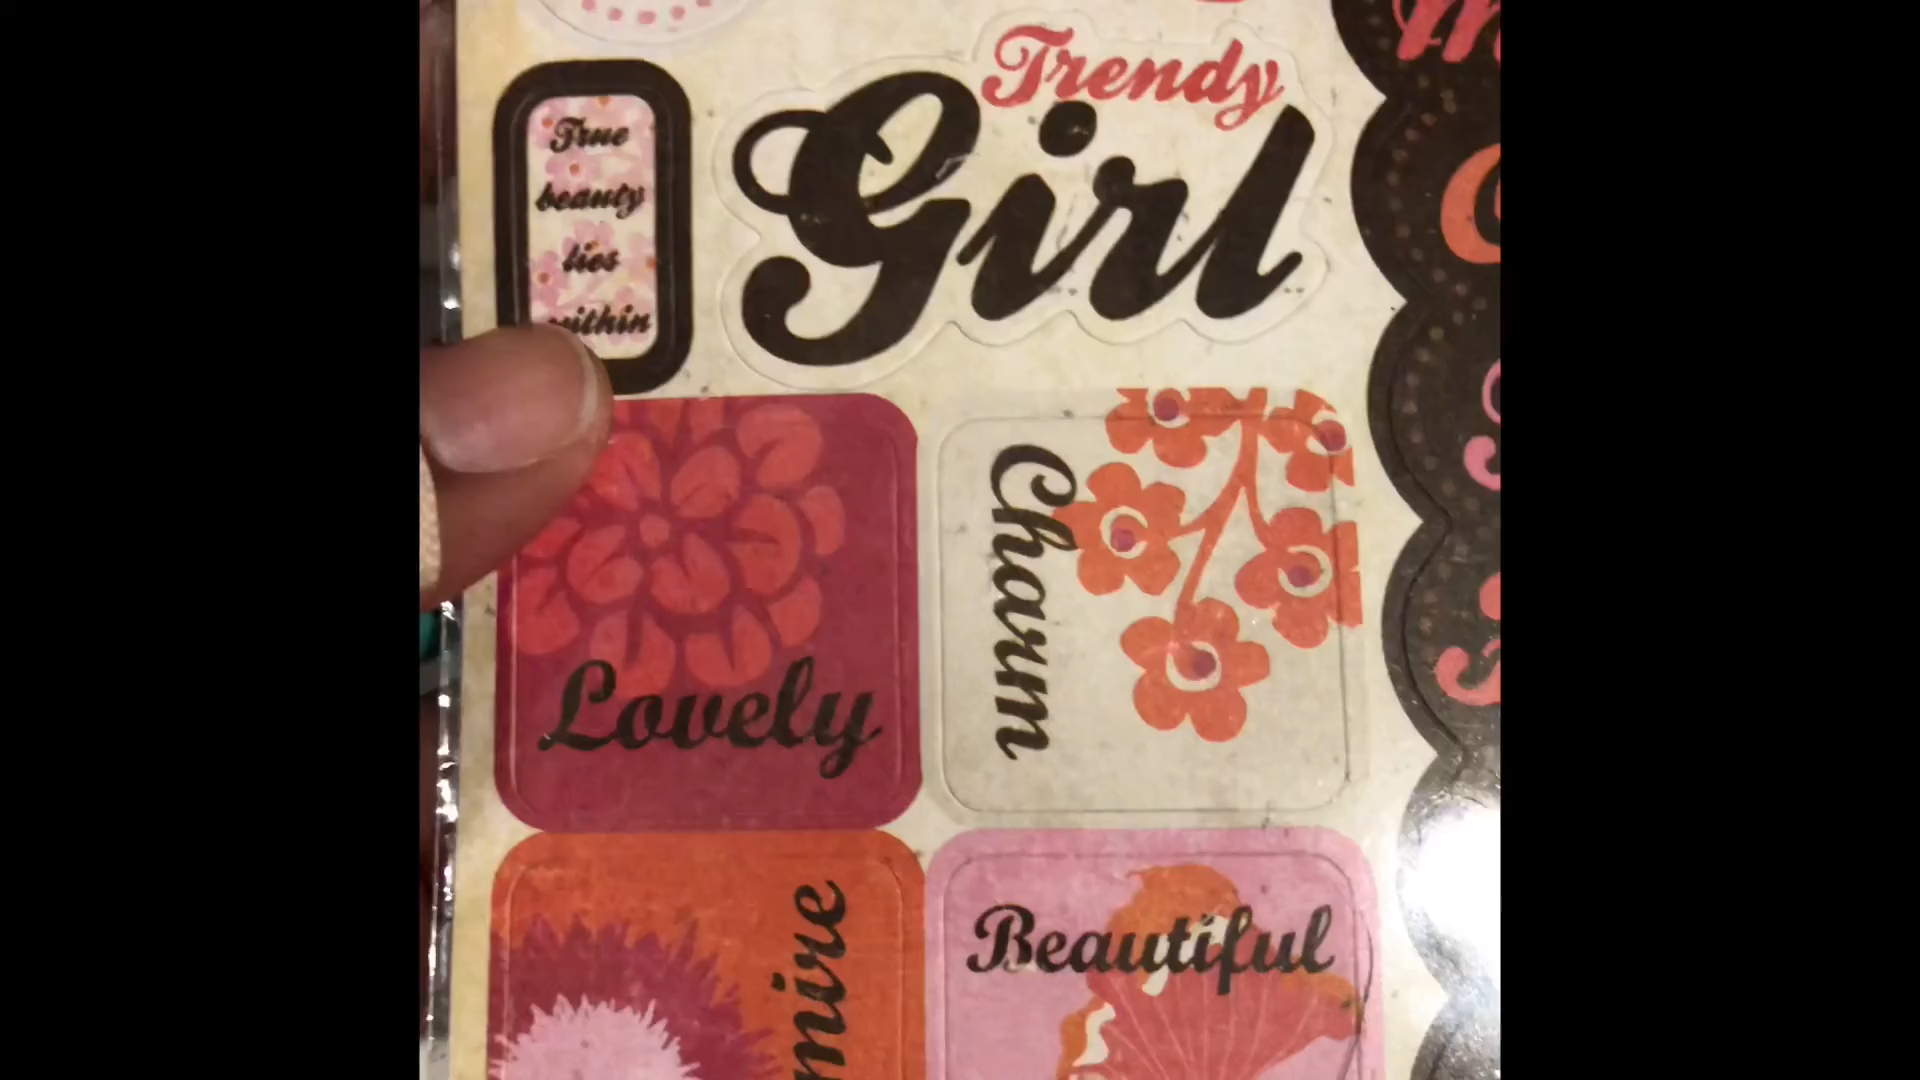 Trendy
Girl
True
beauty
lies
within
Lovely
Charm
Beautiful